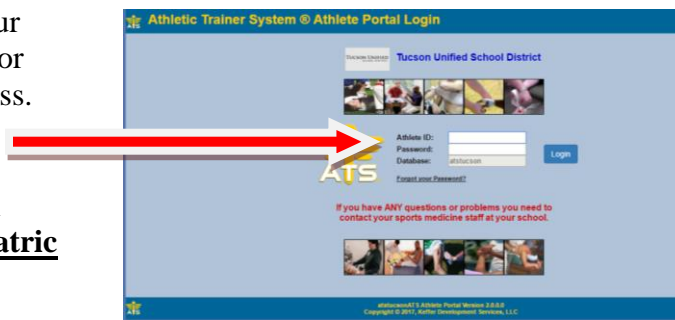 ur
or
ss.
atric
Athletic Trainer System ® Athlete Portal Login
ATS
Tucson Unified School District
Athlete ID:
Password:
Database: atstucson
Login
Forgot your Password?
ATS
If you have ANY questions or problems you need to
contact your sports medicine staff at your school.
ATS
atstucsonATS Athlete Portal Version 2.0.0.0
Copyright © 2017, Keffer Development Services, LLC